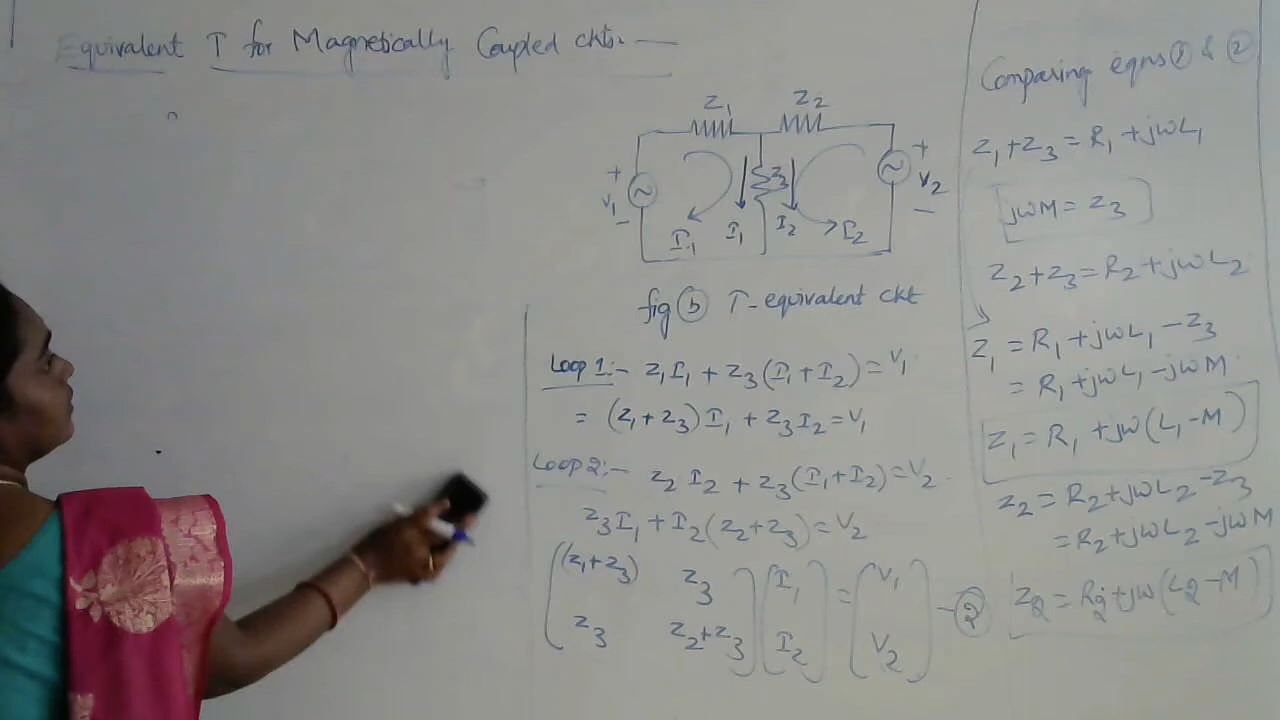 Equivalent T for Magnetically Coupled ckts:-
Z1 Z2
+ V1 -
Z3
+ V2 -
I1 I1 I2 I2
fig (b) T-equivalent ckt
Loop 1:- Z1I1 + Z3(I1+I2) = V1
= (Z1+Z3)I1 + Z3I2 = V1
Loop 2:- Z2 I2 + Z3(I1+I2) = V2
Z3I1 + I2(Z2+Z3) = V2
[(Z1+Z3) Z3] [I1] = [V1] - (2)
[Z3 Z2+Z3] [I2] [V2]
Comparing eqns (1) & (2)
Z1+Z3 = R1+jωL1
jωM = Z3
Z2+Z3 = R2+jωL2
Z1 = R1+jωL1-Z3
= R1+jωL1-jωM
Z1 = R1+jω(L1-M)
Z2 = R2+jωL2-Z3
= R2+jωL2-jωM
Z2 = R2+jω(L2-M)